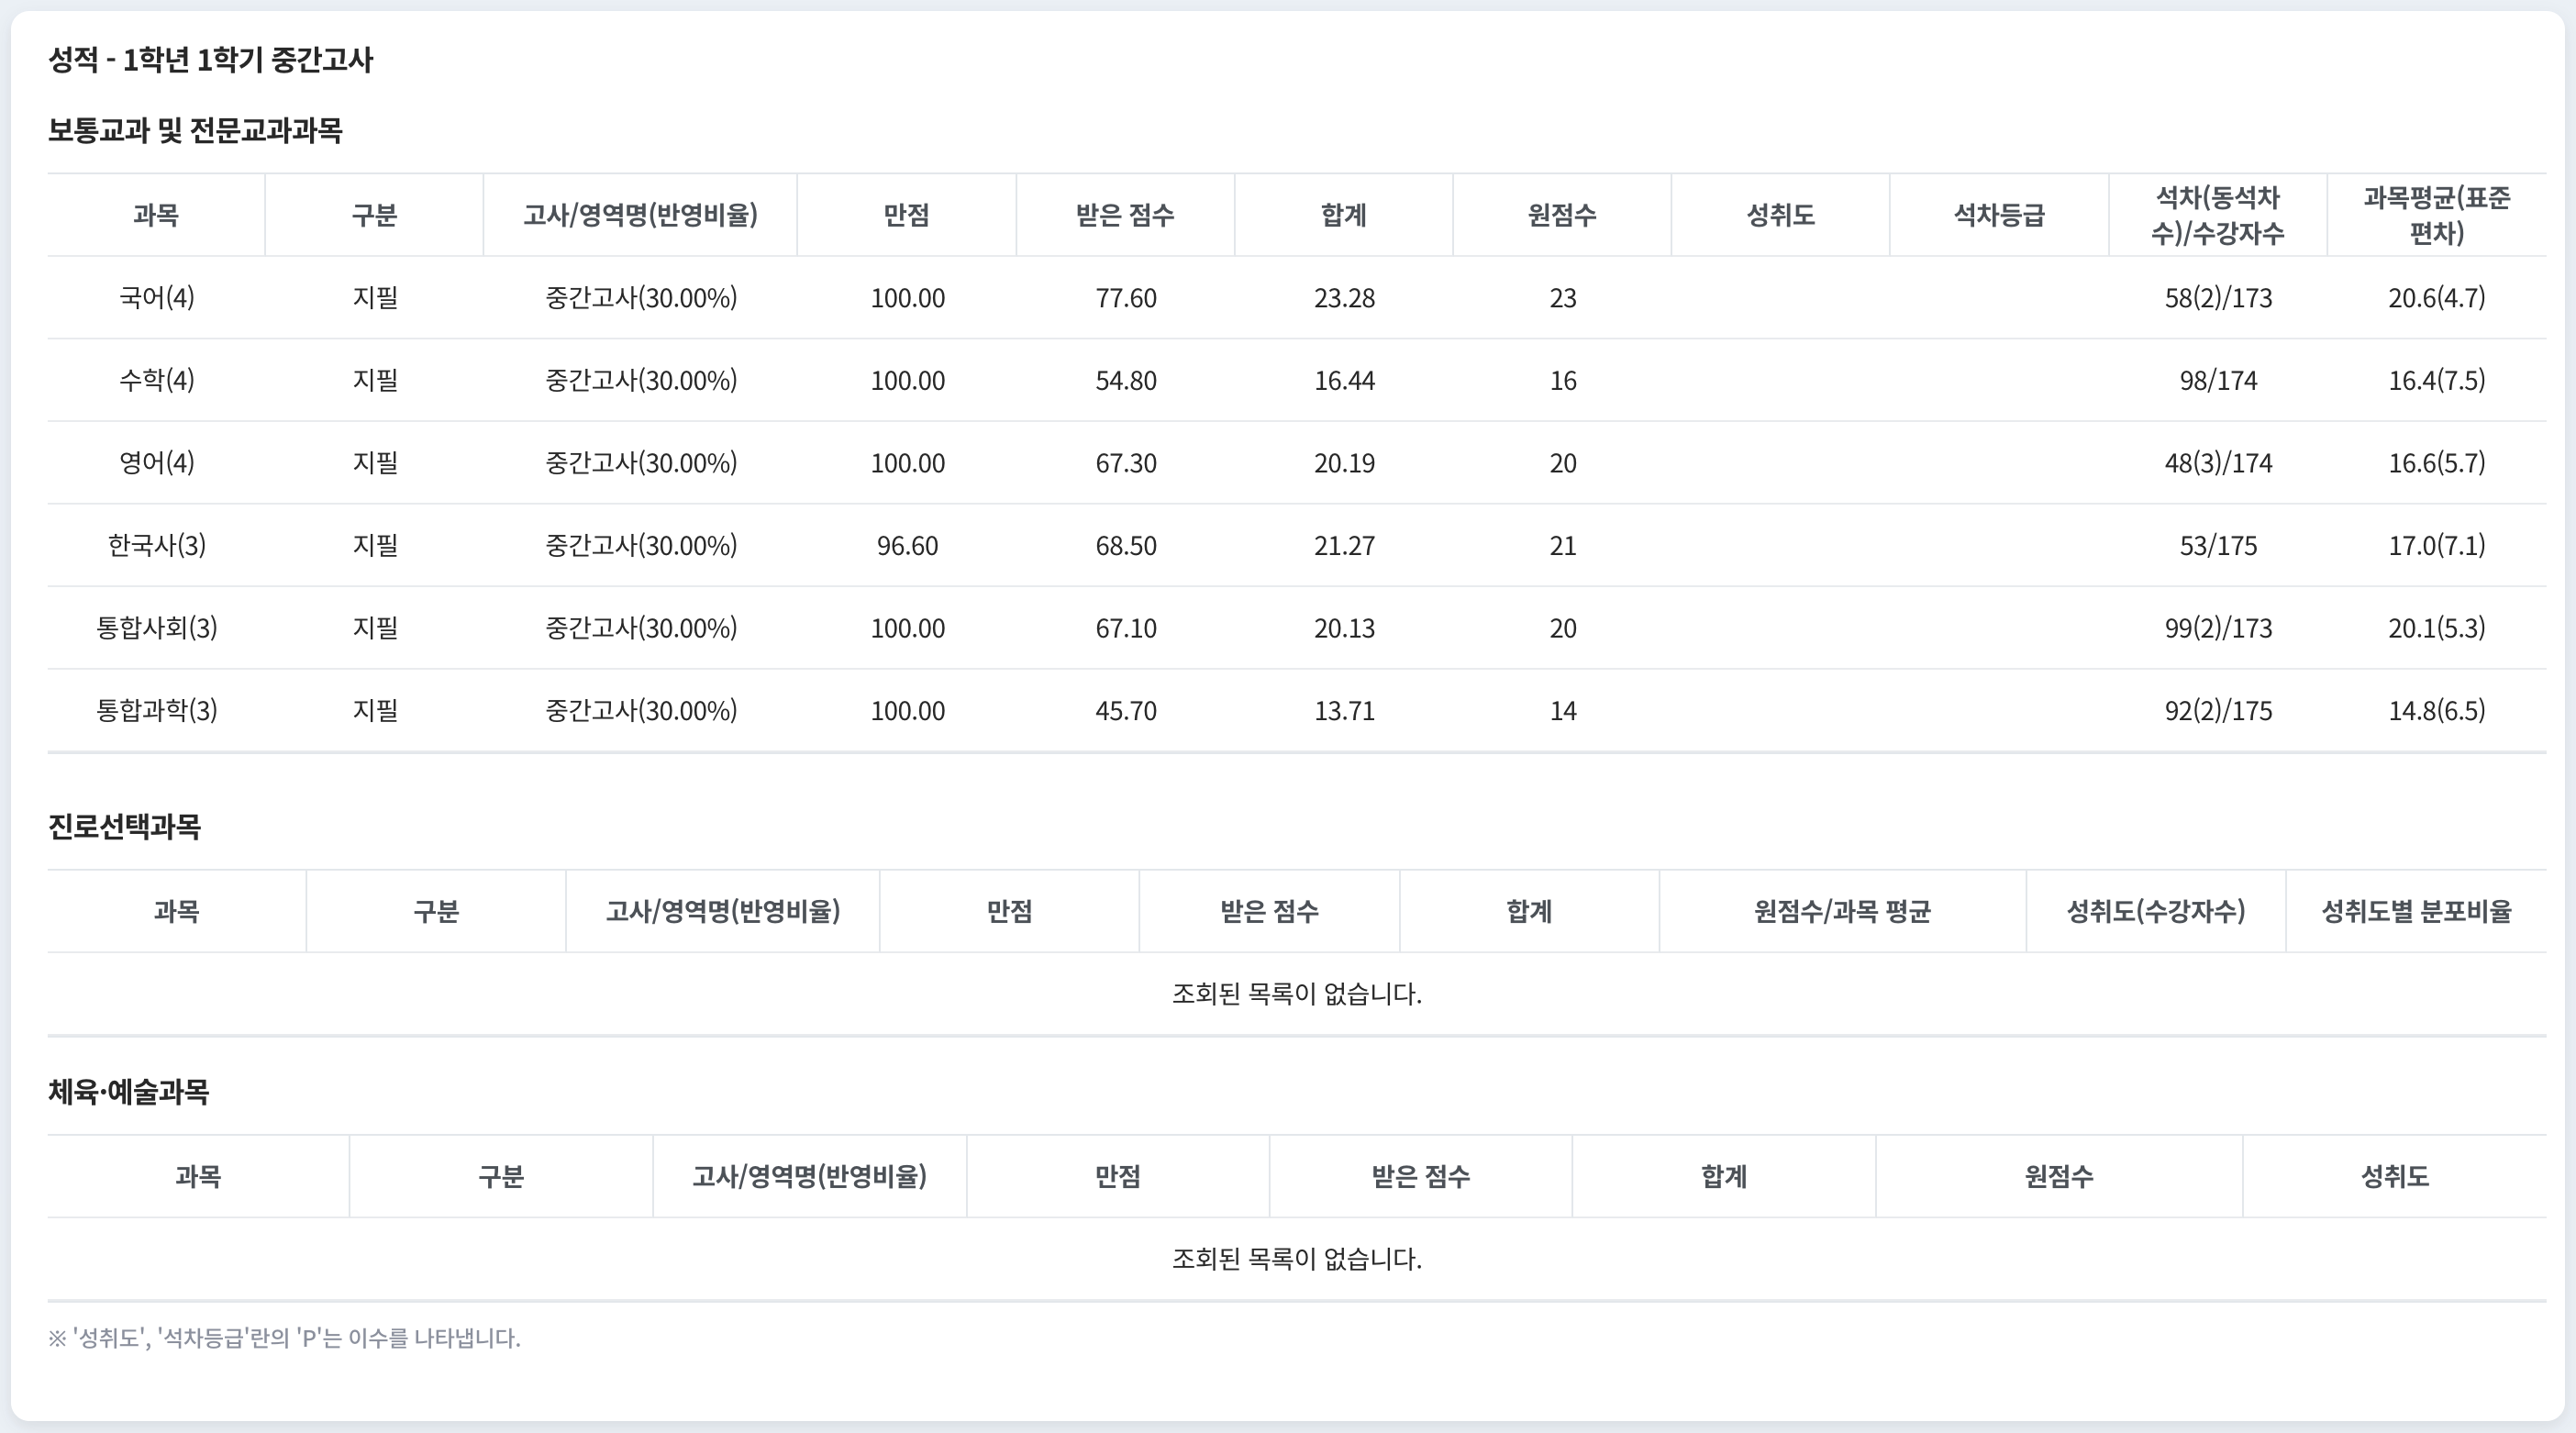 성적 - 1학년 1학기 중간고사
보통교과 및 전문교과과목
과목 구분 고사/영역명(반영비율) 만점 받은 점수 합계 원점수 성취도 석차등급 석차(동석차수)/수강자수 과목평균(표준편차)
국어(4) 지필 중간고사(30.00%) 100.00 77.60 23.28 23 58(2)/173 20.6(4.7)
수학(4) 지필 중간고사(30.00%) 100.00 54.80 16.44 16 98/174 16.4(7.5)
영어(4) 지필 중간고사(30.00%) 100.00 67.30 20.19 20 48(3)/174 16.6(5.7)
한국사(3) 지필 중간고사(30.00%) 96.60 68.50 21.27 21 53/175 17.0(7.1)
통합사회(3) 지필 중간고사(30.00%) 100.00 67.10 20.13 20 99(2)/173 20.1(5.3)
통합과학(3) 지필 중간고사(30.00%) 100.00 45.70 13.71 14 92(2)/175 14.8(6.5)
진로선택과목
과목 구분 고사/영역명(반영비율) 만점 받은 점수 합계 원점수/과목 평균 성취도(수강자수) 성취도별 분포비율
조회된 목록이 없습니다.
체육·예술과목
과목 구분 고사/영역명(반영비율) 만점 받은 점수 합계 원점수 성취도
조회된 목록이 없습니다.
※ '성취도', '석차등급'란의 'P'는 이수를 나타냅니다.